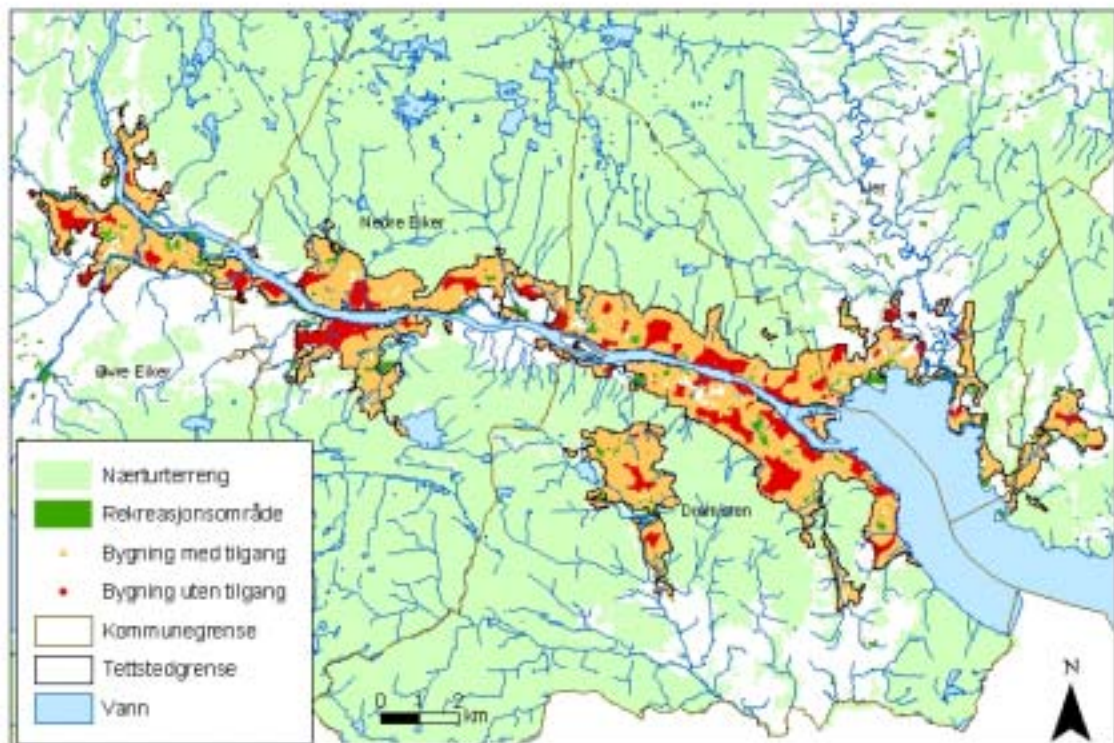 Lier
Nedre Eiker
Øvre Eiker
Drammen
Nærturterreng
Rekreasjonsområde
Bygning med tilgang
Bygning uten tilgang
Kommunegrense
Tettstedgrense
Vann
0 1 2
km
N